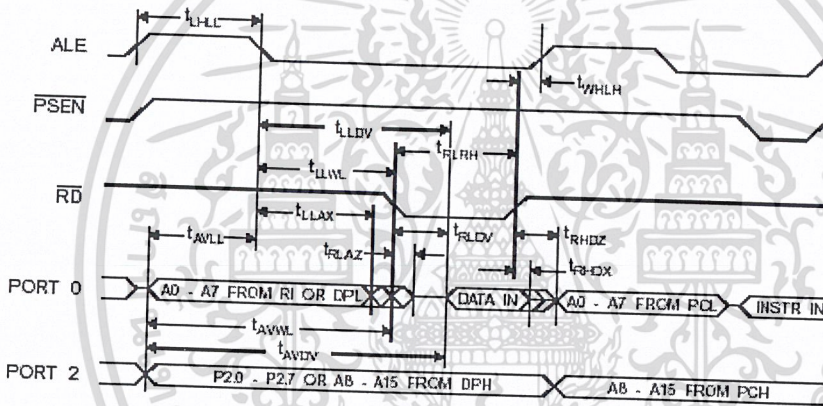 tLHLL
ALE
tWHLH
PSEN
tLLDV
tRLRH
tLLWL
RD
tLLAX
tAVLL
tRLAZ
tRLDV
tRHDZ
tRHDX
PORT 0
A0 - A7 FROM RI OR DPL
DATA IN
A0 - A7 FROM PCL
INSTR IN
tAVWL
tAVDV
PORT 2
P2.0 - P2.7 OR A8 - A15 FROM DPH
A8 - A15 FROM PCH